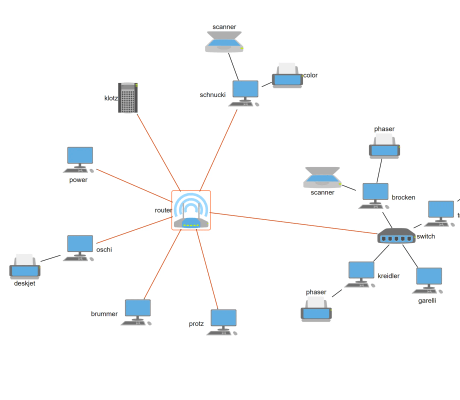 scanner
color
schnucki
klotz
phaser
power
scanner
brocken
router
switch
oschi
kreidler
deskjet
phaser
garelli
brummer
protz